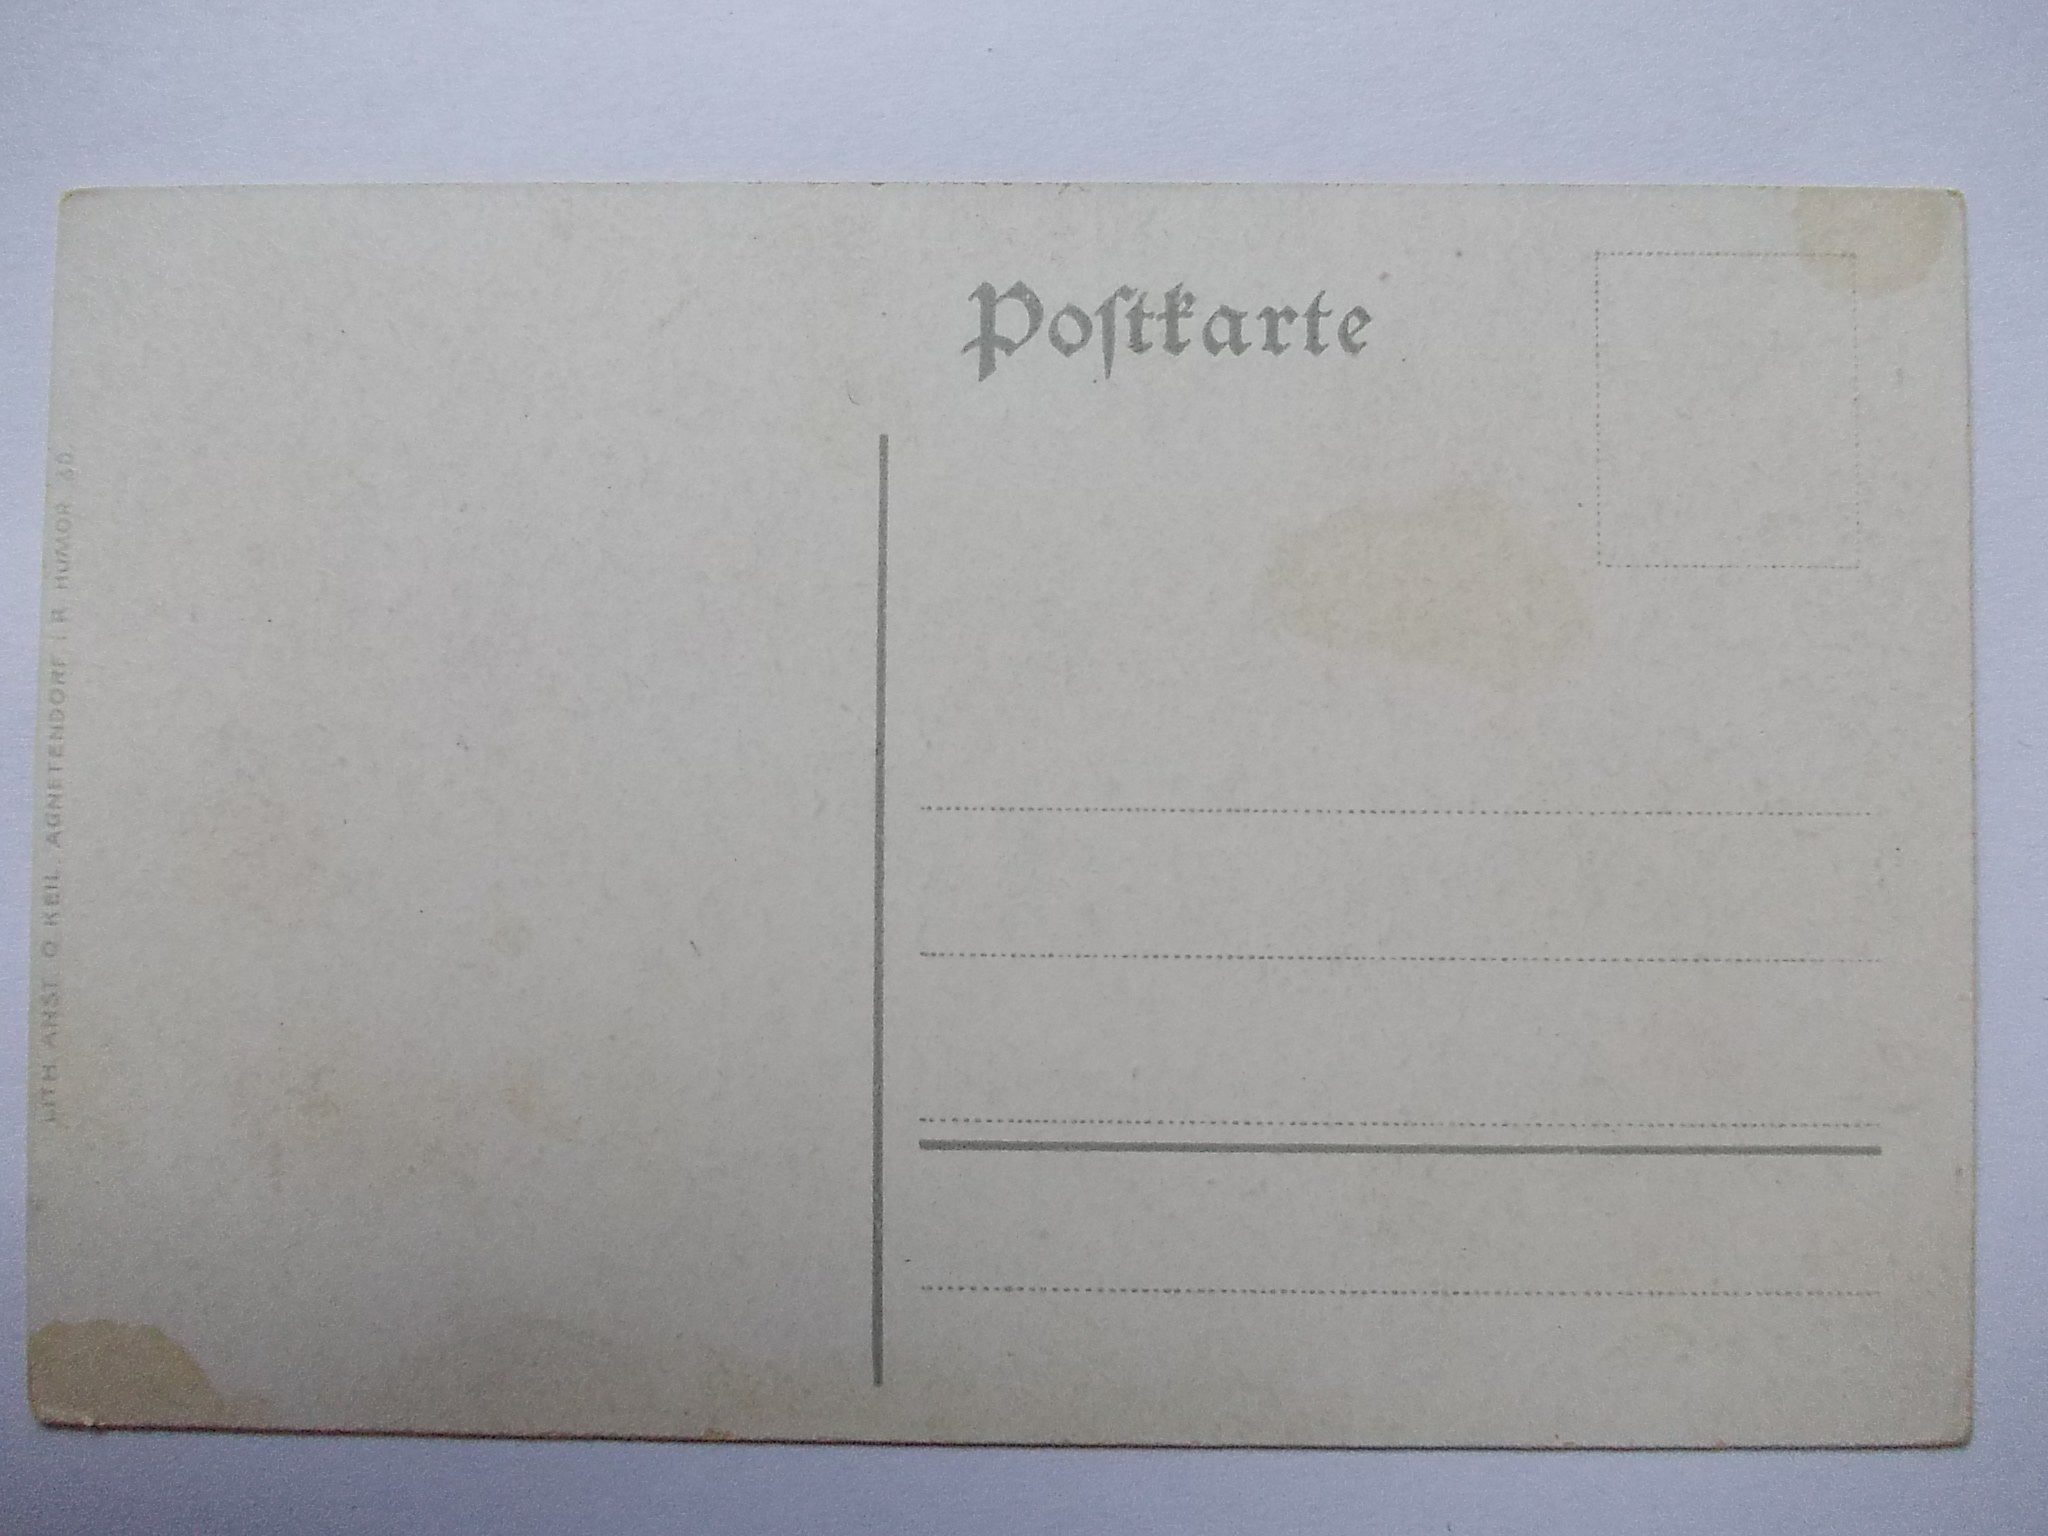 Poſtkarte
LITH. ANST. O. KEIL. AGNETENDORF I. R. HUMOR 30.